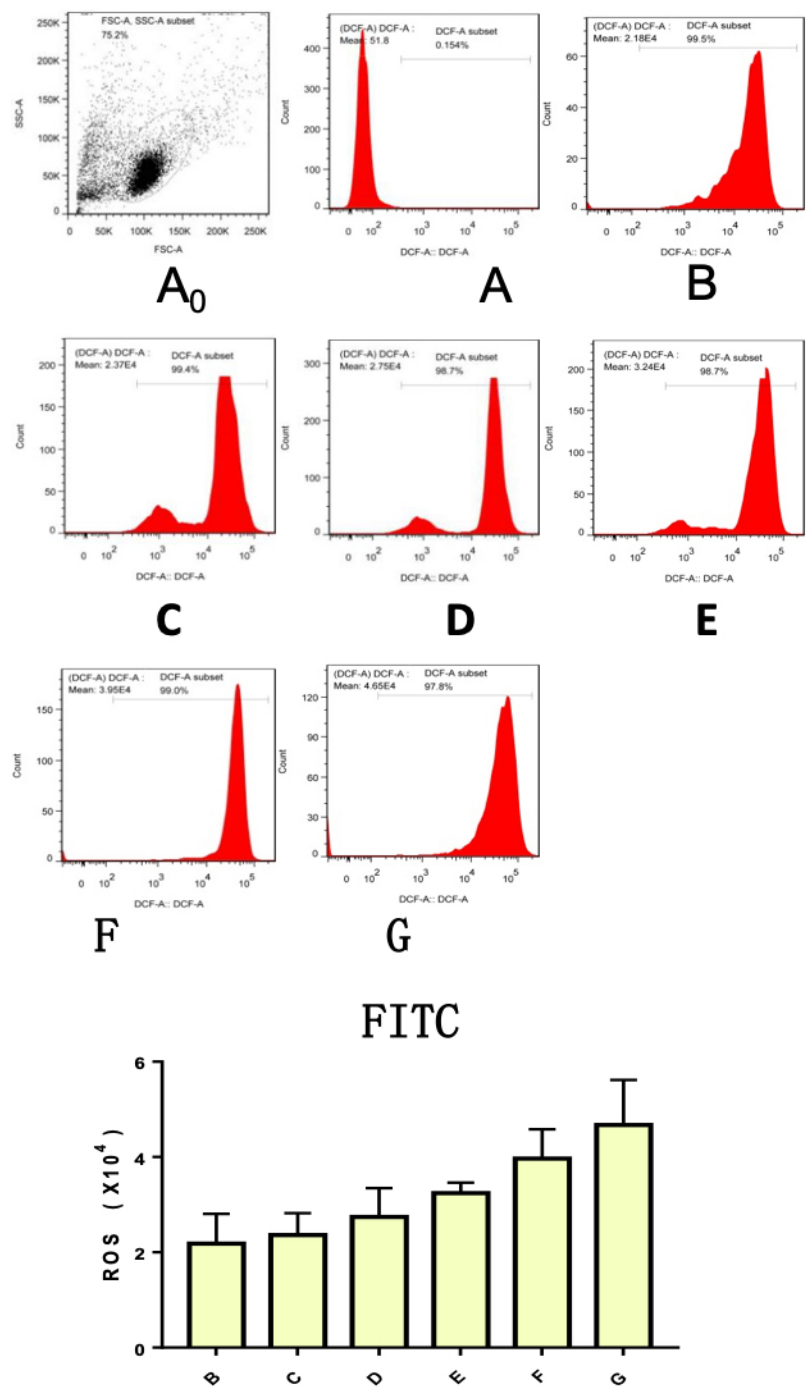 FSC-A, SSC-A subset
75.2%
250K
200K
150K
100K
50K
0
SSC-A
0 50K 100K 150K 200K 250K
FSC-A
A0
(DCF-A) DCF-A : DCF-A subset
Mean: 51.8 0.154%
400
300
200
100
0
Count
0 10^2 10^3 10^4 10^5
DCF-A:: DCF-A
A
(DCF-A) DCF-A : DCF-A subset
Mean: 2.18E4 99.5%
60
40
20
0
Count
0 10^2 10^3 10^4 10^5
DCF-A:: DCF-A
B
(DCF-A) DCF-A : DCF-A subset
Mean: 2.37E4 99.4%
200
150
100
50
0
Count
0 10^2 10^3 10^4 10^5
DCF-A:: DCF-A
C
(DCF-A) DCF-A : DCF-A subset
Mean: 2.75E4 98.7%
300
200
100
0
Count
0 10^2 10^3 10^4 10^5
DCF-A:: DCF-A
D
(DCF-A) DCF-A : DCF-A subset
Mean: 3.24E4 98.7%
200
150
100
50
0
Count
0 10^2 10^3 10^4 10^5
DCF-A:: DCF-A
E
(DCF-A) DCF-A : DCF-A subset
Mean: 3.95E4 99.0%
150
100
50
0
Count
0 10^2 10^3 10^4 10^5
DCF-A:: DCF-A
F
(DCF-A) DCF-A : DCF-A subset
Mean: 4.65E4 97.8%
120
90
60
30
0
Count
0 10^2 10^3 10^4 10^5
DCF-A:: DCF-A
G
FITC
6
4
2
0
ROS (X10^4)
B C D E F G